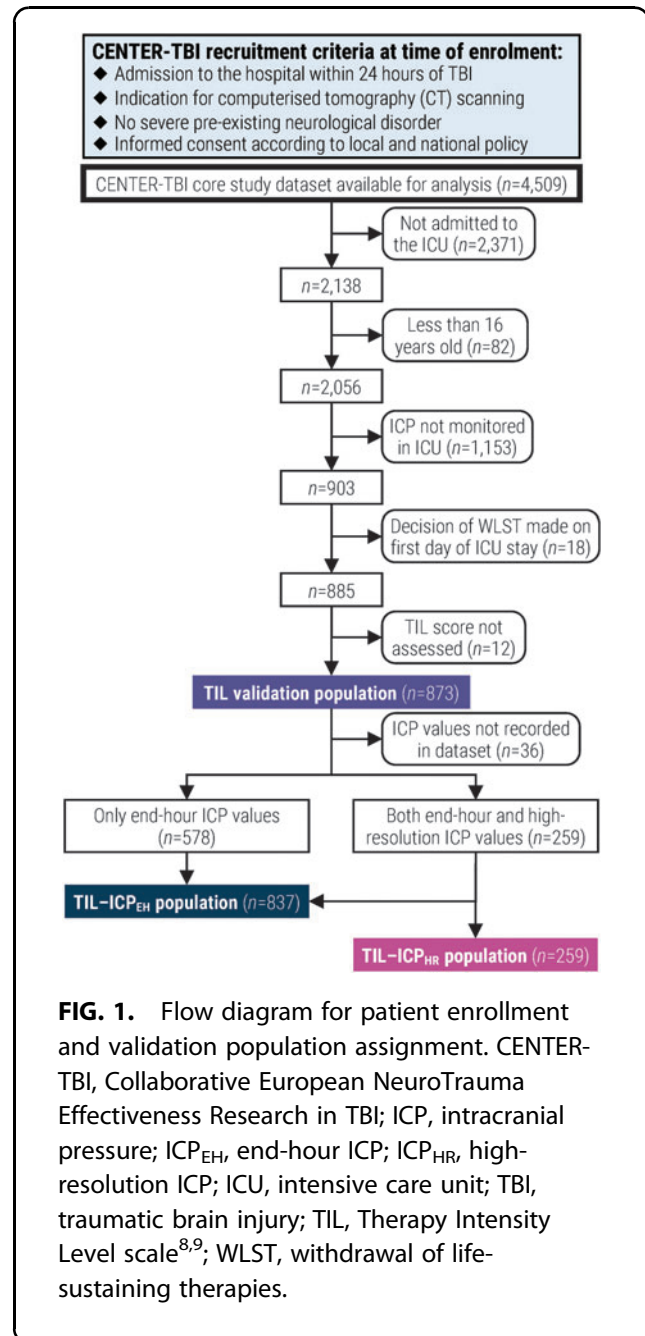 CENTER-TBI recruitment criteria at time of enrolment:
◆ Admission to the hospital within 24 hours of TBI
◆ Indication for computerised tomography (CT) scanning
◆ No severe pre-existing neurological disorder
◆ Informed consent according to local and national policy
CENTER-TBI core study dataset available for analysis (n=4,509)
Not admitted to
the ICU (n=2,371)
n=2,138
Less than 16
years old (n=82)
n=2,056
ICP not monitored
in ICU (n=1,153)
n=903
Decision of WLST made on
first day of ICU stay (n=18)
n=885
TIL score not
assessed (n=12)
TIL validation population (n=873)
ICP values not recorded
in dataset (n=36)
Only end-hour ICP values
(n=578)
Both end-hour and high-
resolution ICP values (n=259)
TIL–ICPEH population (n=837)
TIL–ICPHR population (n=259)
FIG. 1. Flow diagram for patient enrollment
and validation population assignment. CENTER-
TBI, Collaborative European NeuroTrauma
Effectiveness Research in TBI; ICP, intracranial
pressure; ICPEH, end-hour ICP; ICPHR, high-
resolution ICP; ICU, intensive care unit; TBI,
traumatic brain injury; TIL, Therapy Intensity
Level scale8,9; WLST, withdrawal of life-
sustaining therapies.